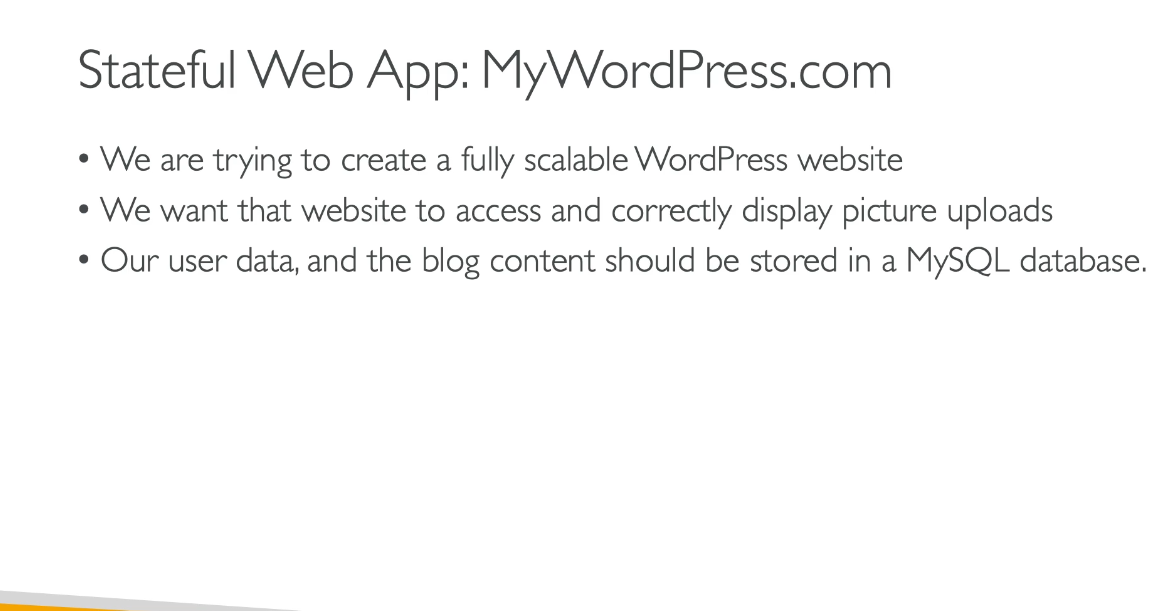 Stateful Web App: MyWordPress.com
• We are trying to create a fully scalable WordPress website
• We want that website to access and correctly display picture uploads
• Our user data, and the blog content should be stored in a MySQL database.